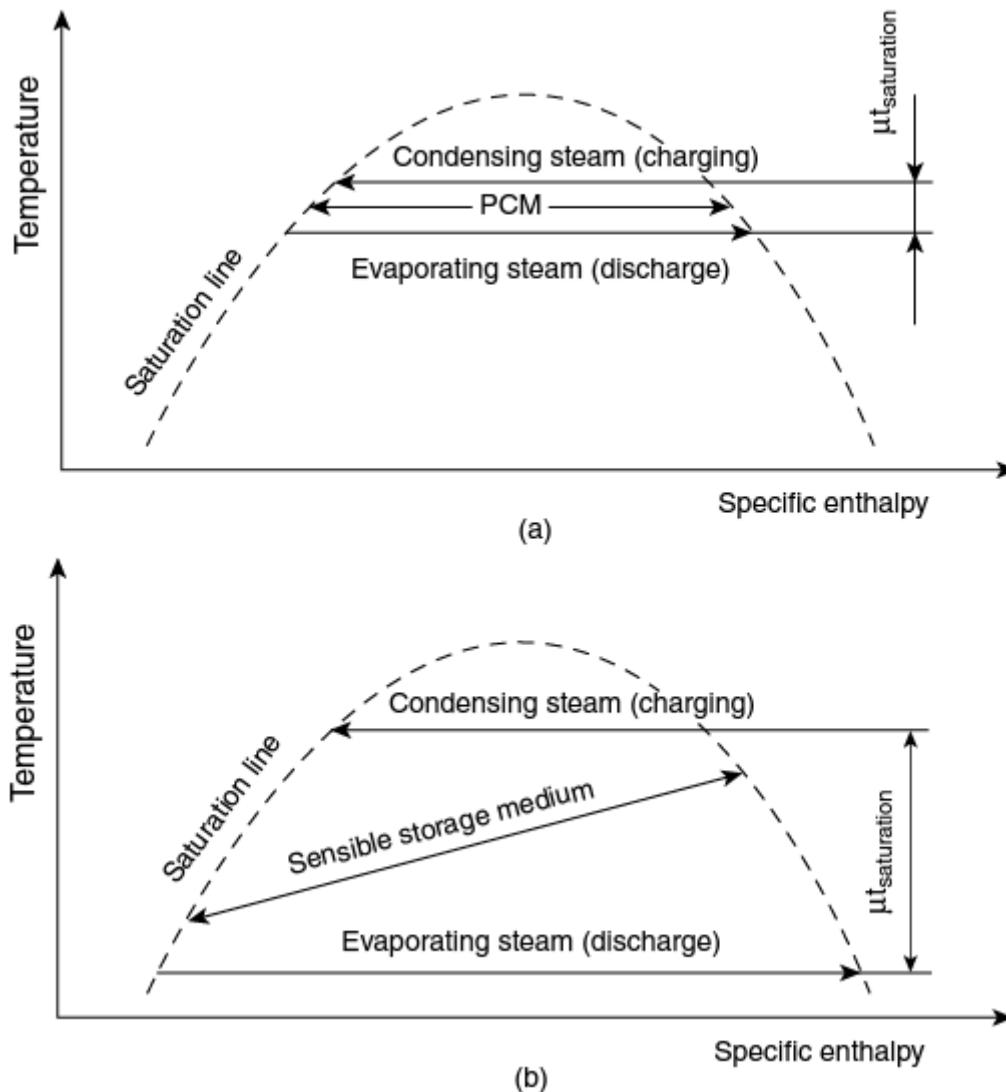 Temperature
μt_saturation
Condensing steam (charging)
PCM
Evaporating steam (discharge)
Saturation line
Specific enthalpy
(a)
Temperature
Condensing steam (charging)
Saturation line
Sensible storage medium
μt_saturation
Evaporating steam (discharge)
Specific enthalpy
(b)